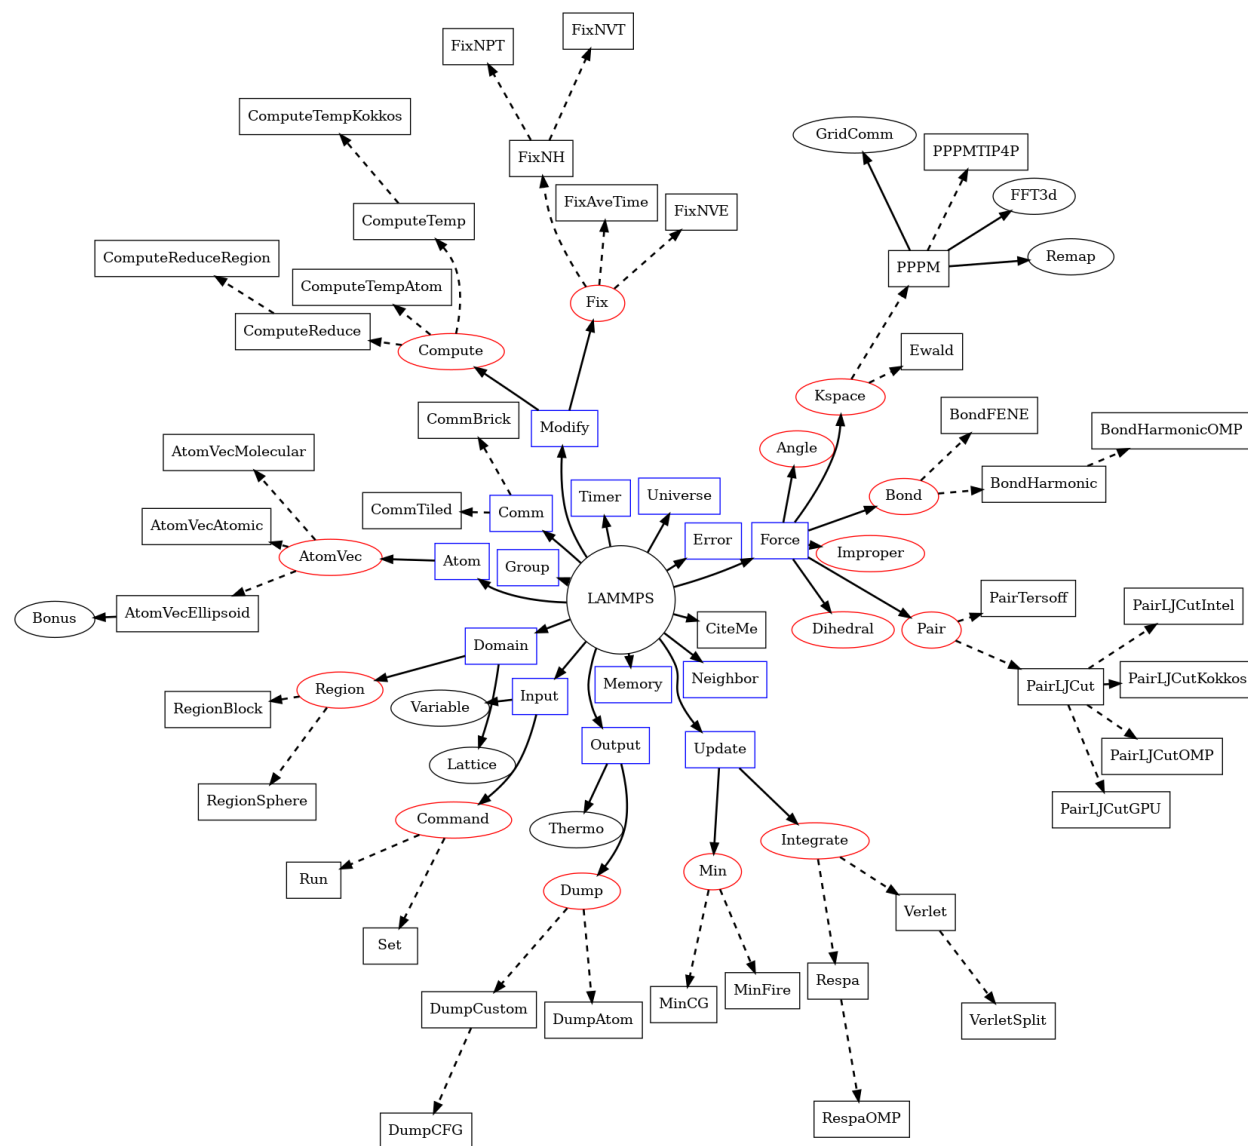 FixNVT
FixNPT
ComputeTempKokkos
GridComm
PPPMTIP4P
FixNH
FFT3d
FixAveTime
FixNVE
ComputeTemp
ComputeReduceRegion
Remap
PPPM
ComputeTempAtom
Fix
ComputeReduce
Compute
Ewald
Kspace
CommBrick
BondFENE
Modify
BondHarmonicOMP
AtomVecMolecular
Angle
BondHarmonic
Timer
Universe
Bond
CommTiled
Comm
AtomVecAtomic
Error
Force
Improper
AtomVec
Atom
Group
LAMMPS
PairTersoff
PairLJCutIntel
Bonus
AtomVecEllipsoid
CiteMe
Dihedral
Pair
Domain
Neighbor
PairLJCutKokkos
Memory
PairLJCut
Region
Input
RegionBlock
Variable
Output
Update
PairLJCutOMP
Lattice
RegionSphere
PairLJCutGPU
Command
Thermo
Integrate
Min
Run
Dump
Verlet
Set
Respa
MinFire
MinCG
DumpCustom
DumpAtom
VerletSplit
RespaOMP
DumpCFG